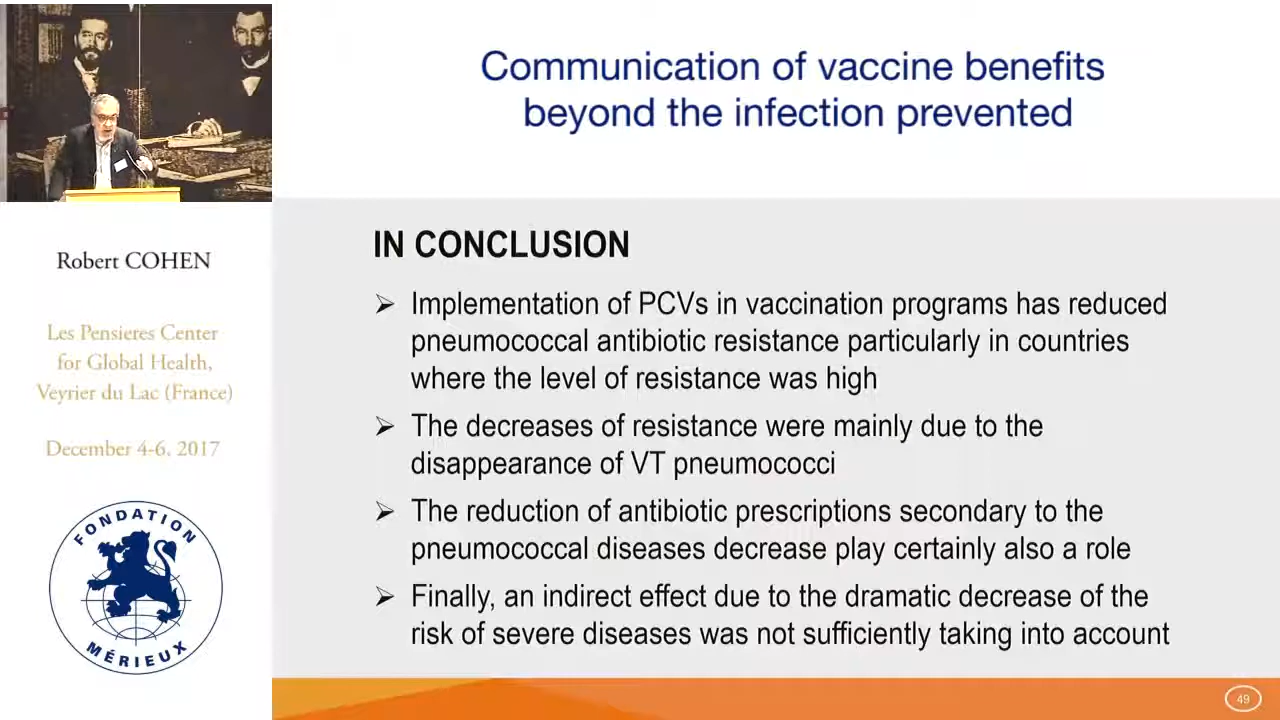 Communication of vaccine benefits
beyond the infection prevented
Robert COHEN
Les Pensieres Center
for Global Health,
Veyrier du Lac (France)
December 4-6, 2017
FONDATION
MÉRIEUX
IN CONCLUSION
➢ Implementation of PCVs in vaccination programs has reduced
pneumococcal antibiotic resistance particularly in countries
where the level of resistance was high
➢ The decreases of resistance were mainly due to the
disappearance of VT pneumococci
➢ The reduction of antibiotic prescriptions secondary to the
pneumococcal diseases decrease play certainly also a role
➢ Finally, an indirect effect due to the dramatic decrease of the
risk of severe diseases was not sufficiently taking into account
49